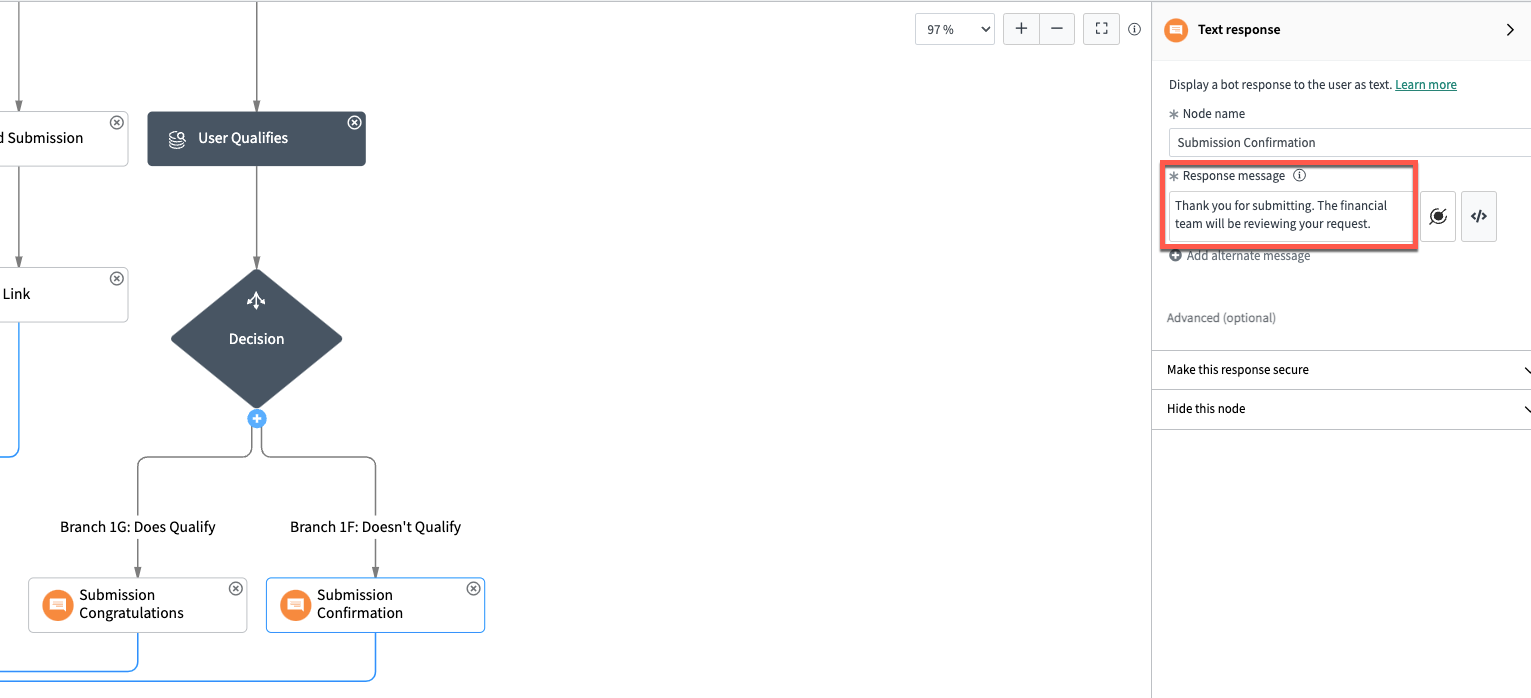 97 %
Text response
Display a bot response to the user as text. Learn more
Node name
Submission Confirmation
Response message
Thank you for submitting. The financial
team will be reviewing your request.
Add alternate message
Advanced (optional)
Make this response secure
Hide this node
d Submission
User Qualifies
Link
Decision
Branch 1G: Does Qualify
Branch 1F: Doesn't Qualify
Submission
Congratulations
Submission
Confirmation